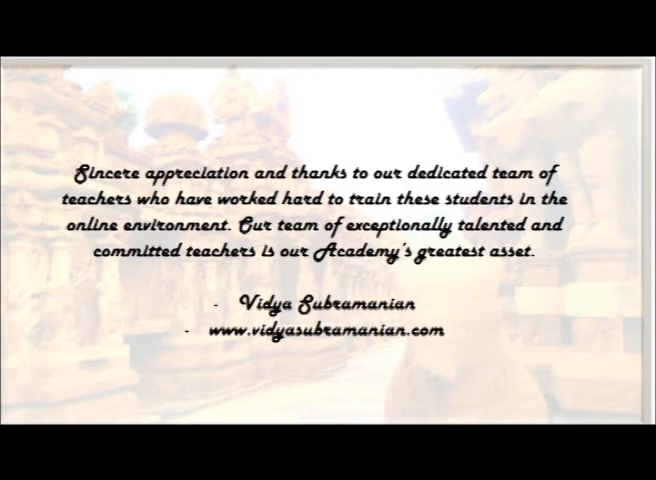 Sincere appreciation and thanks to our dedicated team of
teachers who have worked hard to train these students in the
online environment. Our team of exceptionally talented and
committed teachers is our Academy's greatest asset.
- Vidya Subramanian
- www.vidyasubramanian.com